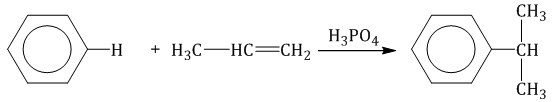 CH₃
H₃PO₄
H + H₃C—HC=CH₂ CH
CH₃